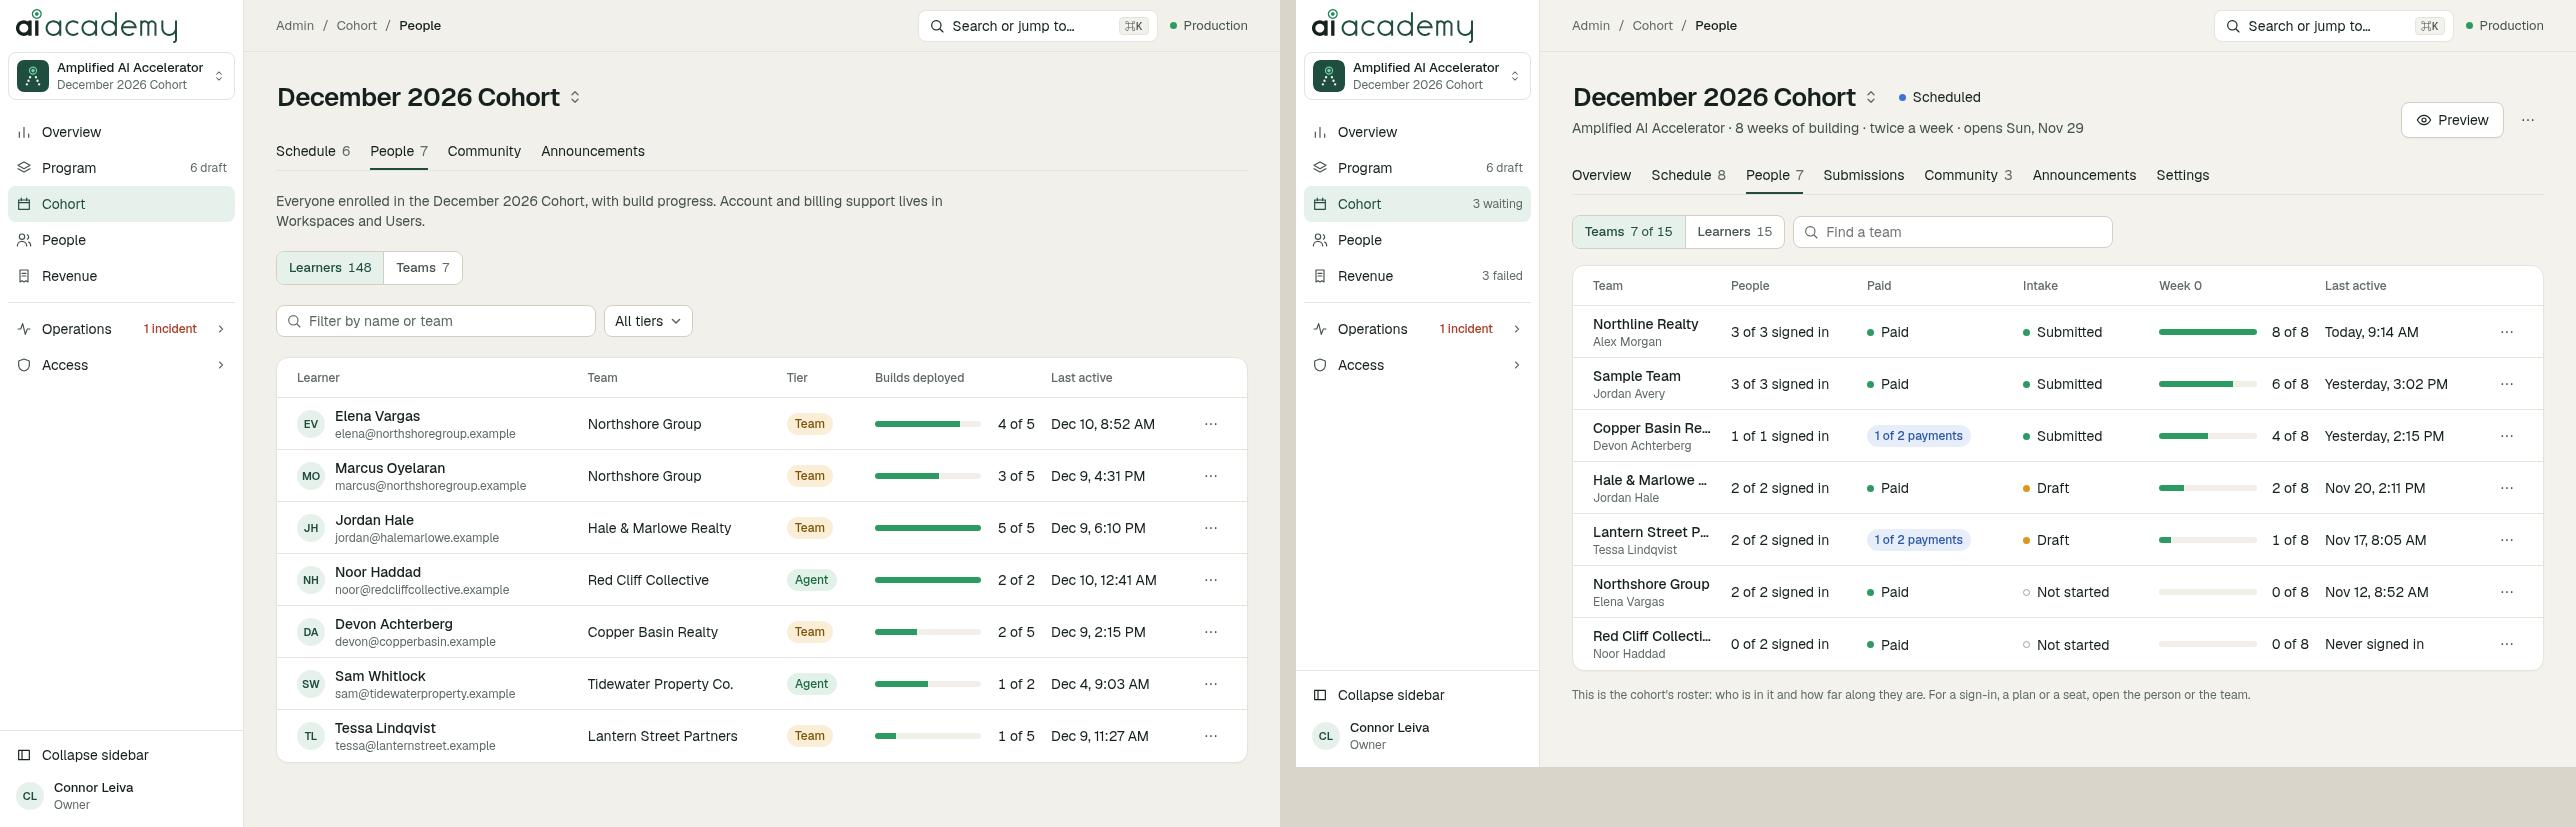 ai academy
Amplified AI Accelerator
December 2026 Cohort
Overview
Program 6 draft
Cohort
People
Revenue
Operations 1 incident
Access
Collapse sidebar
CL Connor Leiva
Owner
Admin / Cohort / People
Search or jump to... ⌘K
Production
December 2026 Cohort
Schedule 6 People 7 Community Announcements
Everyone enrolled in the December 2026 Cohort, with build progress. Account and billing support lives in
Workspaces and Users.
Learners 148 Teams 7
Filter by name or team All tiers
Learner Team Tier Builds deployed Last active
EV Elena Vargas Northshore Group Team 4 of 5 Dec 10, 8:52 AM ...
elena@northshoregroup.example
MO Marcus Oyelaran Northshore Group Team 3 of 5 Dec 9, 4:31 PM ...
marcus@northshoregroup.example
JH Jordan Hale Hale & Marlowe Realty Team 5 of 5 Dec 9, 6:10 PM ...
jordan@halemarlowe.example
NH Noor Haddad Red Cliff Collective Agent 2 of 2 Dec 10, 12:41 AM ...
noor@redcliffcollective.example
DA Devon Achterberg Copper Basin Realty Team 2 of 5 Dec 9, 2:15 PM ...
devon@copperbasin.example
SW Sam Whitlock Tidewater Property Co. Agent 1 of 2 Dec 4, 9:03 AM ...
sam@tidewaterproperty.example
TL Tessa Lindqvist Lantern Street Partners Team 1 of 5 Dec 9, 11:27 AM ...
tessa@lanternstreet.example
ai academy
Amplified AI Accelerator
December 2026 Cohort
Overview
Program 6 draft
Cohort 3 waiting
People
Revenue 3 failed
Operations 1 incident
Access
Collapse sidebar
CL Connor Leiva
Owner
Admin / Cohort / People
Search or jump to... ⌘K
Production
December 2026 Cohort Scheduled
Amplified AI Accelerator · 8 weeks of building · twice a week · opens Sun, Nov 29
Preview ...
Overview Schedule 8 People 7 Submissions Community 3 Announcements Settings
Teams 7 of 15 Learners 15 Find a team
Team People Paid Intake Week 0 Last active
Northline Realty 3 of 3 signed in Paid Submitted 8 of 8 Today, 9:14 AM ...
Alex Morgan
Sample Team 3 of 3 signed in Paid Submitted 6 of 8 Yesterday, 3:02 PM ...
Jordan Avery
Copper Basin Re... 1 of 1 signed in 1 of 2 payments Submitted 4 of 8 Yesterday, 2:15 PM ...
Devon Achterberg
Hale & Marlowe ... 2 of 2 signed in Paid Draft 2 of 8 Nov 20, 2:11 PM ...
Jordan Hale
Lantern Street P... 2 of 2 signed in 1 of 2 payments Draft 1 of 8 Nov 17, 8:05 AM ...
Tessa Lindqvist
Northshore Group 2 of 2 signed in Paid Not started 0 of 8 Nov 12, 8:52 AM ...
Elena Vargas
Red Cliff Collecti... 0 of 2 signed in Paid Not started 0 of 8 Never signed in ...
Noor Haddad
This is the cohort's roster: who is in it and how far along they are. For a sign-in, a plan or a seat, open the person or the team.